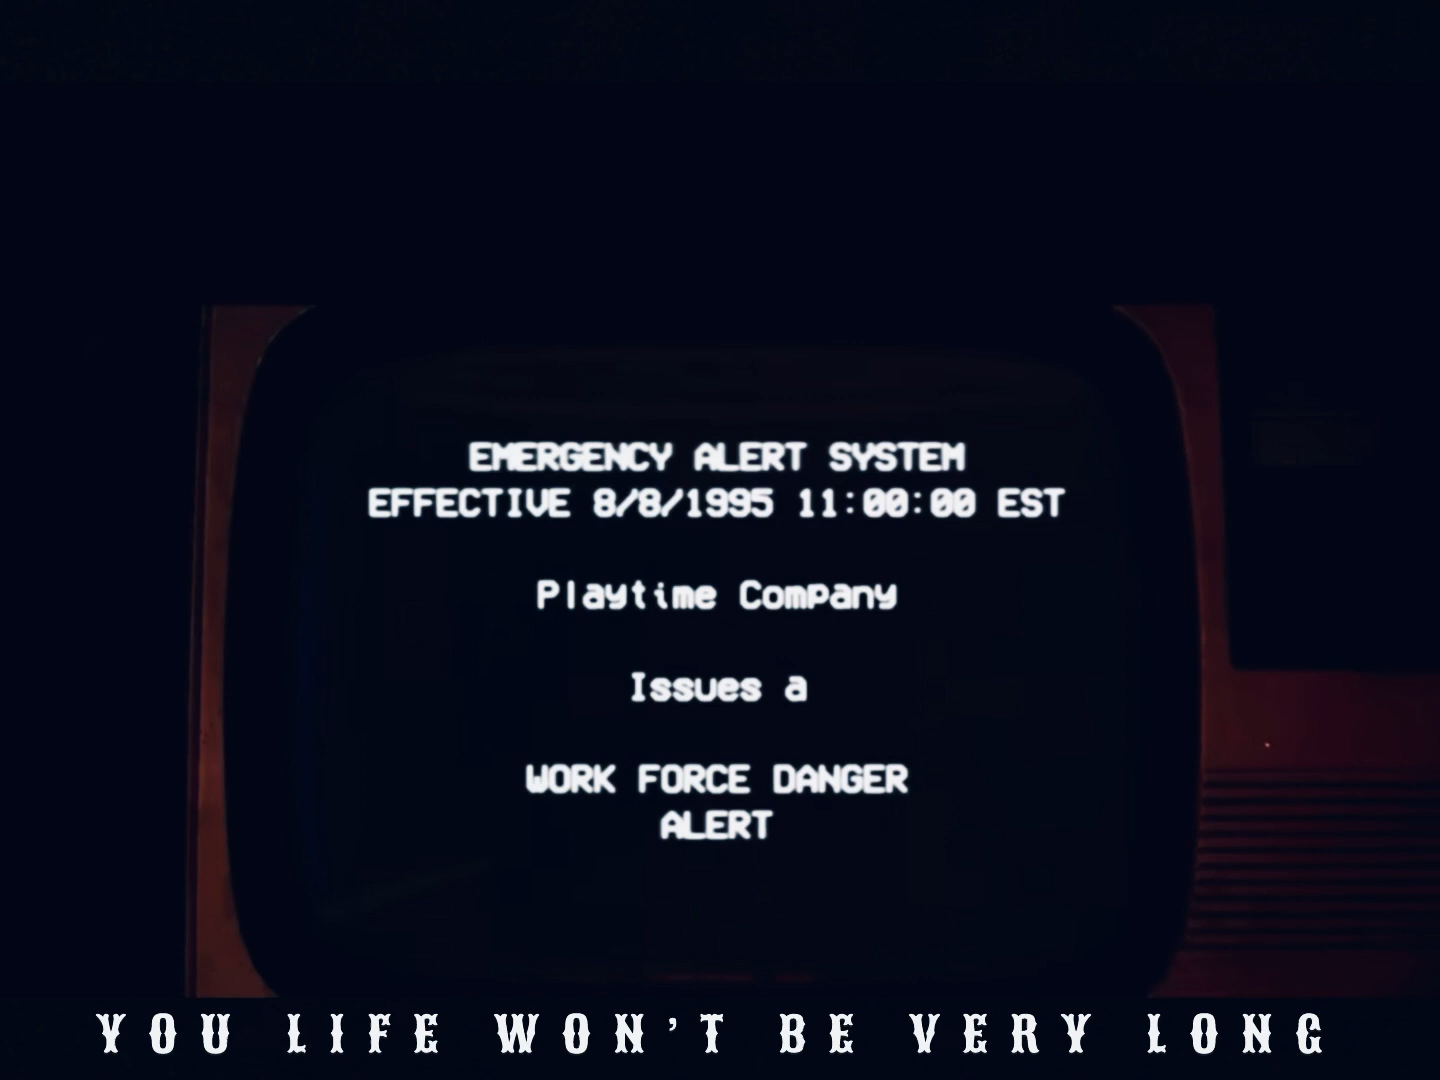 EMERGENCY ALERT SYSTEM
EFFECTIVE 8/8/1995 11:00:00 EST
Playtime Company
Issues a
WORK FORCE DANGER
ALERT
YOU LIFE WON'T BE VERY LONG